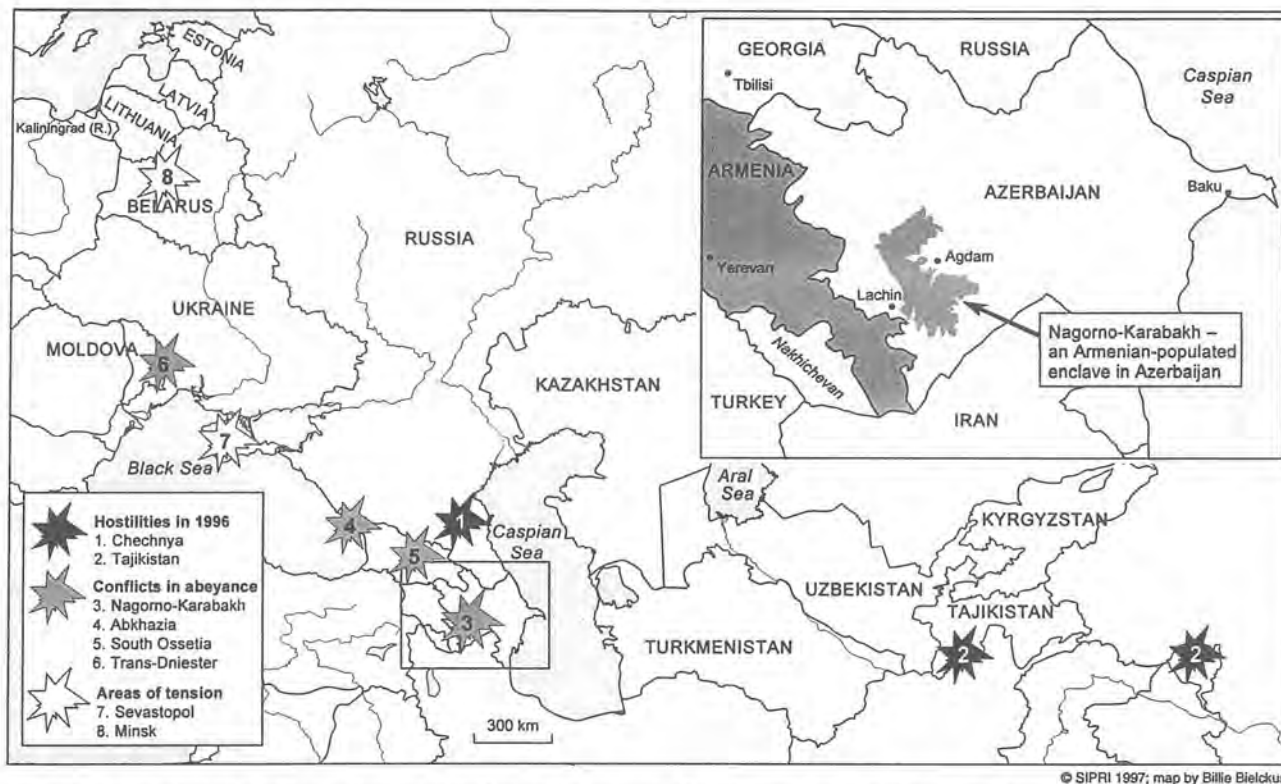 ESTONIA
LATVIA
LITHUANIA
Kaliningrad (R.)
8
BELARUS
RUSSIA
UKRAINE
MOLDOVA
6
KAZAKHSTAN
7
Black Sea
Aral
Sea
4
1
Caspian
Sea
5
3
KYRGYZSTAN
UZBEKISTAN
TAJIKISTAN
TURKMENISTAN
2
2
300 km
Hostilities in 1996
1. Chechnya
2. Tajikistan
Conflicts in abeyance
3. Nagorno-Karabakh
4. Abkhazia
5. South Ossetia
6. Trans-Dniester
Areas of tension
7. Sevastopol
8. Minsk
GEORGIA
RUSSIA
Tbilisi
Caspian
Sea
ARMENIA
AZERBAIJAN
Baku
Yerevan
Agdam
Lachin
Nakhichevan
Nagorno-Karabakh –
an Armenian-populated
enclave in Azerbaijan
TURKEY
IRAN
© SIPRI 1997; map by Billie Bielckus